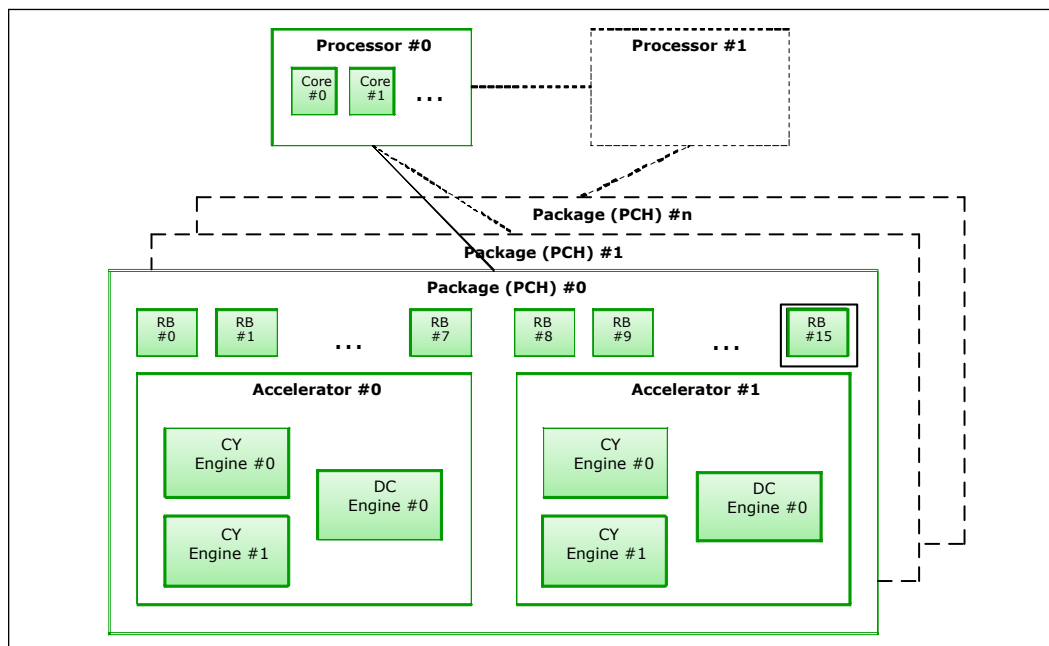 Processor #0
Processor #1
Core
#0
Core
#1
...
Package (PCH) #n
Package (PCH) #1
Package (PCH) #0
RB
#0
RB
#1
...
RB
#7
RB
#8
RB
#9
...
RB
#15
Accelerator #0
Accelerator #1
CY
Engine #0
DC
Engine #0
CY
Engine #1
CY
Engine #0
DC
Engine #0
CY
Engine #1